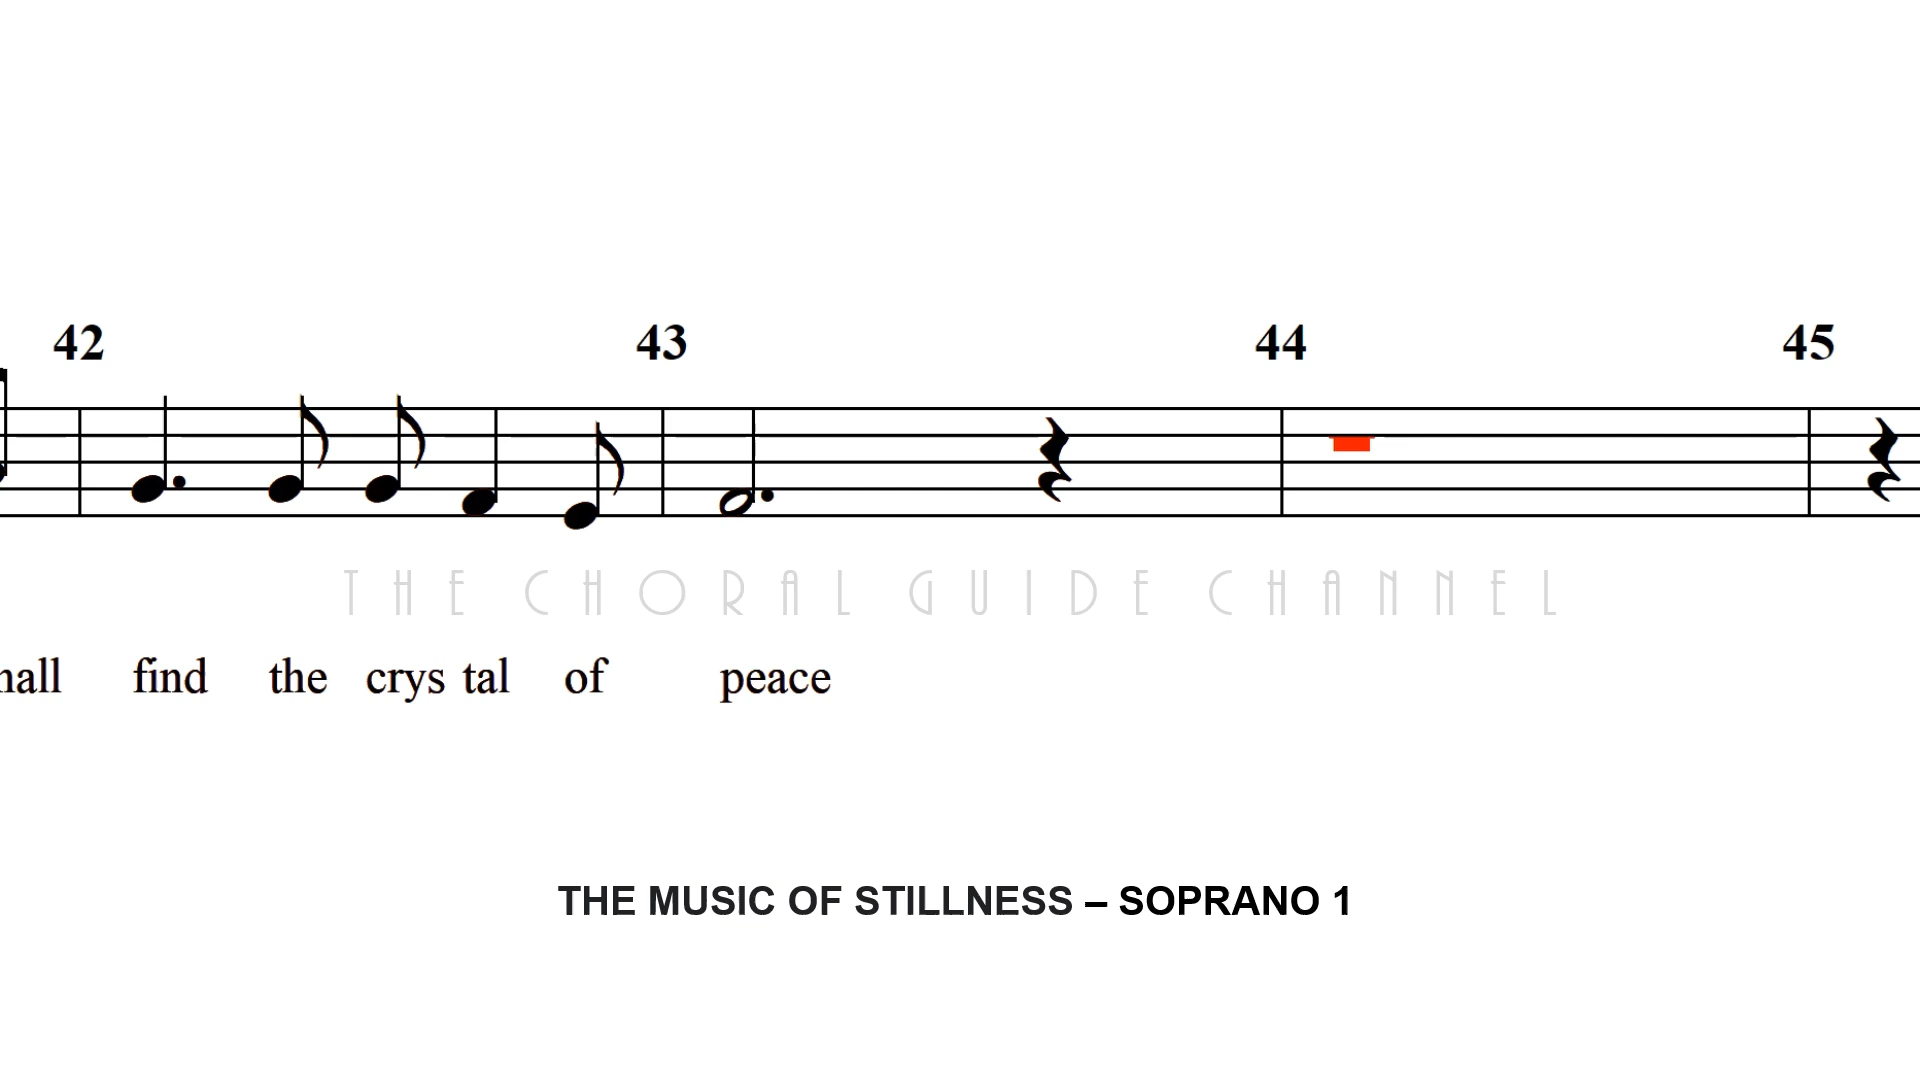 42 43 44 45
THE CHORAL GUIDE CHANNEL
find the crys tal of peace
THE MUSIC OF STILLNESS – SOPRANO 1